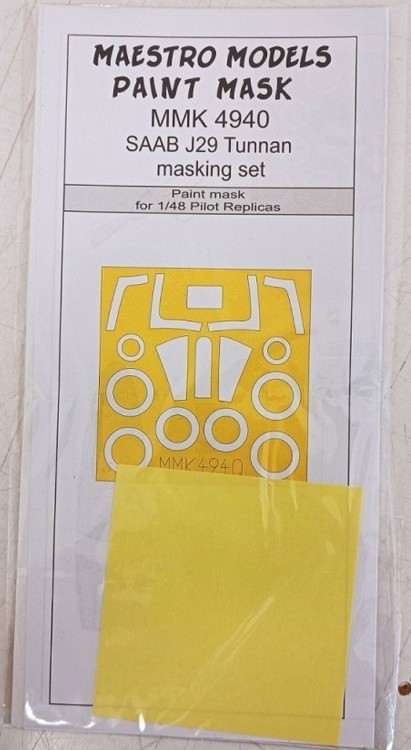 MAESTRO MODELS
PAINT MASK
MMK 4940
SAAB J29 Tunnan
masking set
Paint mask
for 1/48 Pilot Replicas
MMK 4940